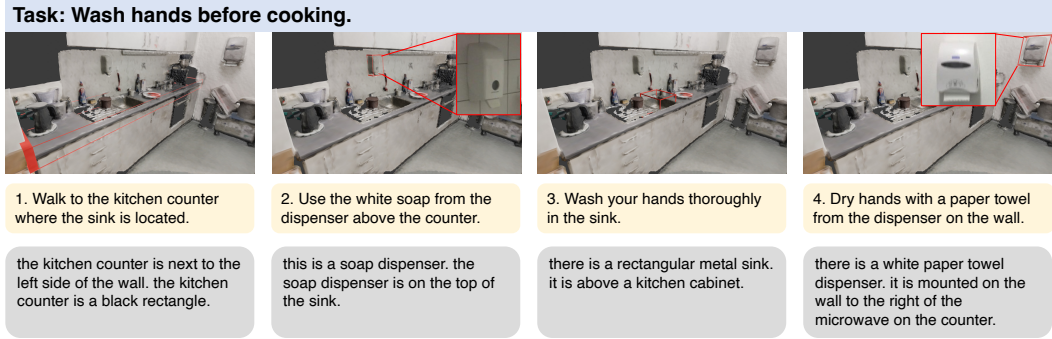 Task: Wash hands before cooking.
1. Walk to the kitchen counter
where the sink is located.
2. Use the white soap from the
dispenser above the counter.
3. Wash your hands thoroughly
in the sink.
4. Dry hands with a paper towel
from the dispenser on the wall.
the kitchen counter is next to the
left side of the wall. the kitchen
counter is a black rectangle.
this is a soap dispenser. the
soap dispenser is on the top of
the sink.
there is a rectangular metal sink.
it is above a kitchen cabinet.
there is a white paper towel
dispenser. it is mounted on the
wall to the right of the
microwave on the counter.